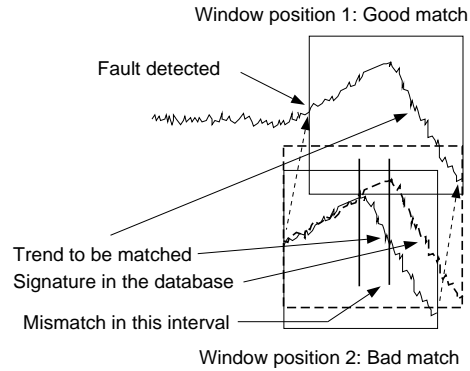 Window position 1: Good match
Fault detected
Trend to be matched
Signature in the database
Mismatch in this interval
Window position 2: Bad match